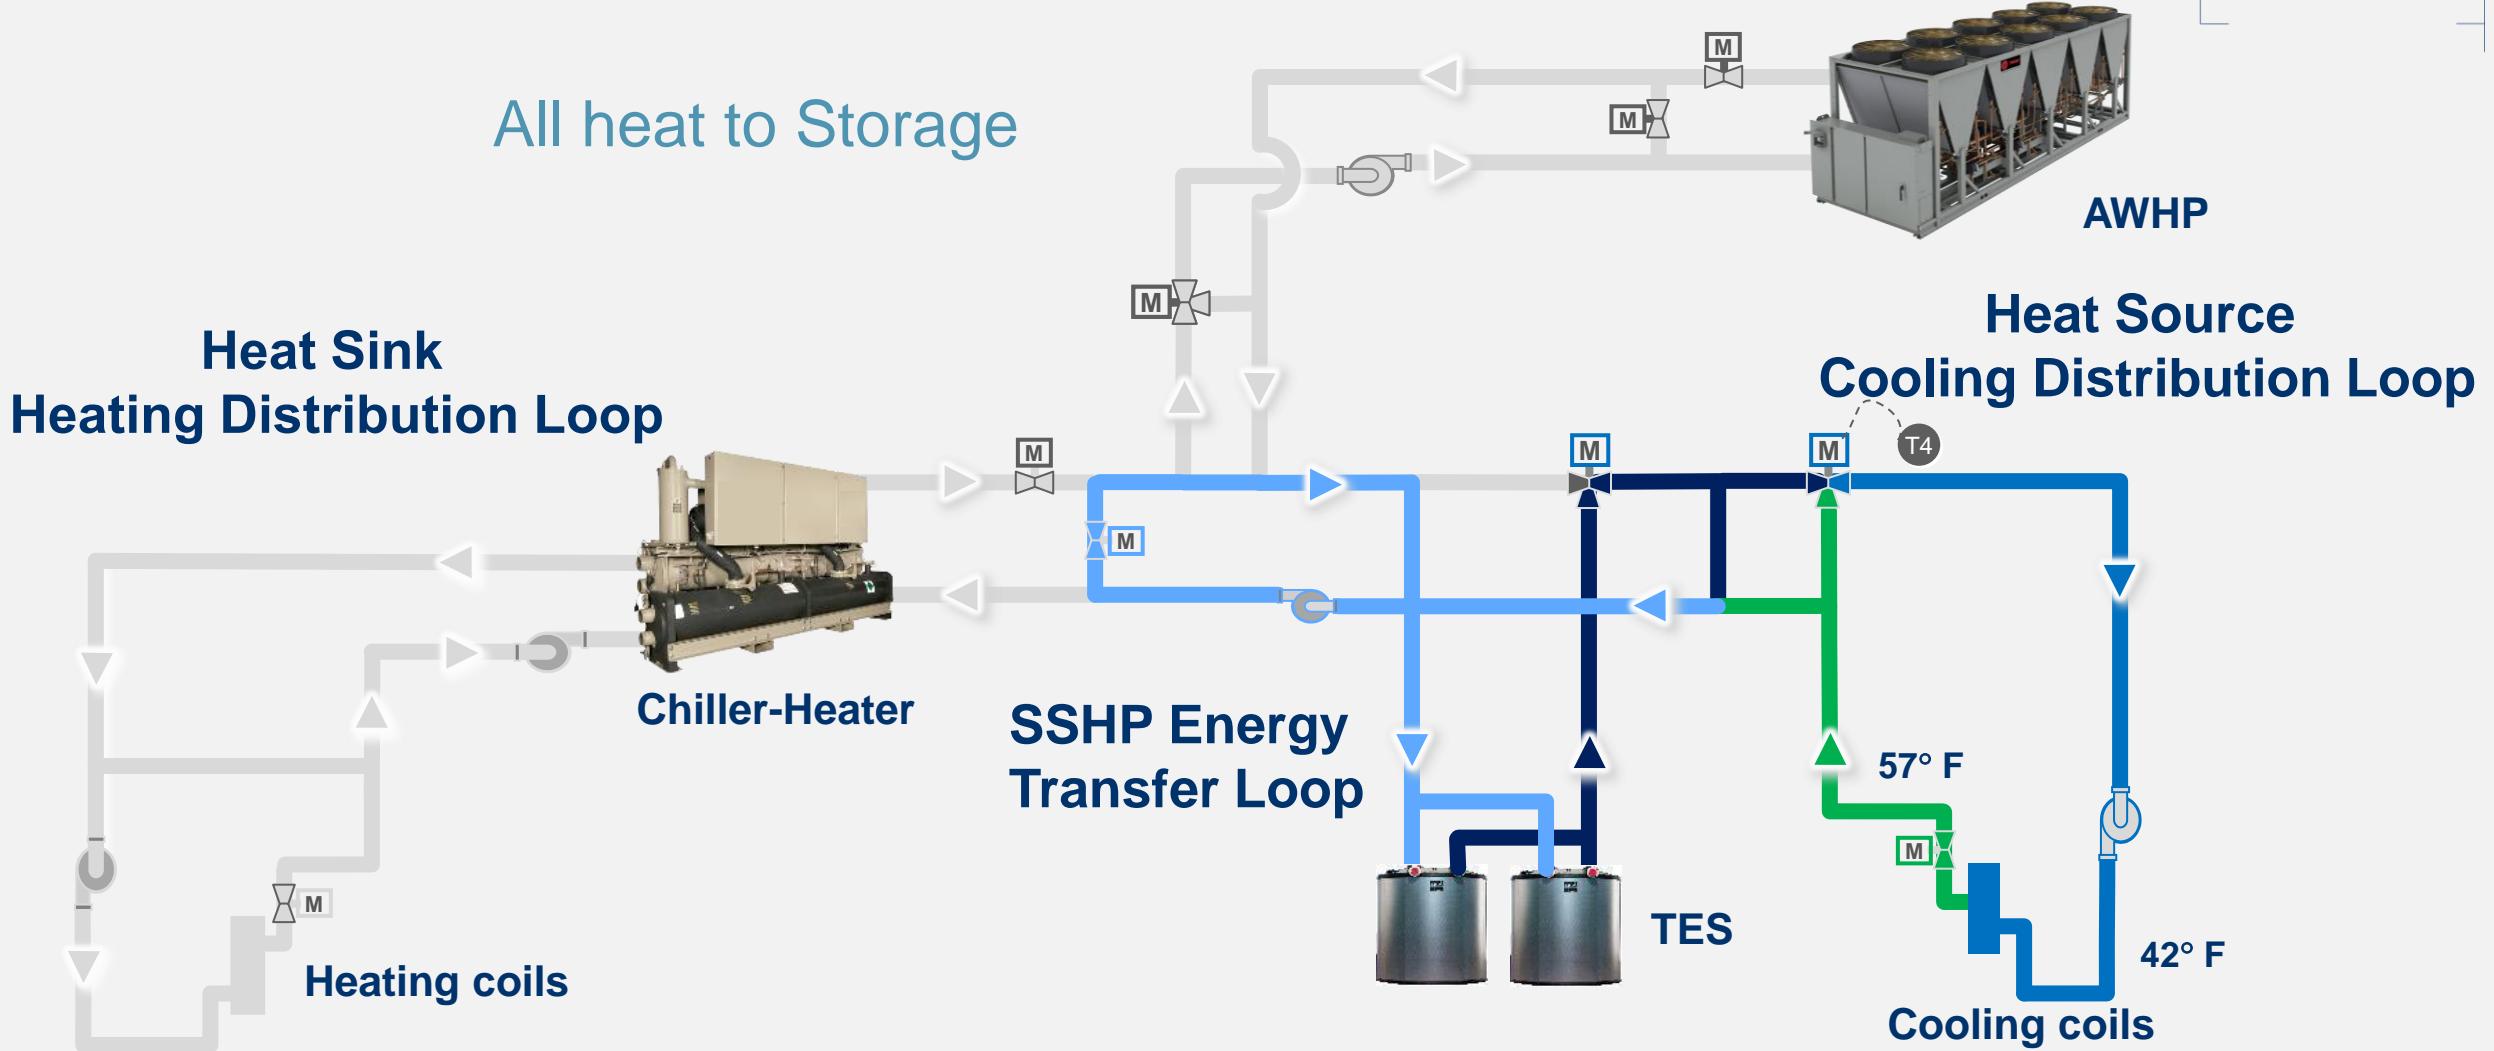 M
All heat to Storage
M
AWHP
M
Heat Source
Cooling Distribution Loop
Heat Sink
Heating Distribution Loop
M
M
M
T4
M
Chiller-Heater
SSHP Energy
Transfer Loop
57° F
M
M
TES
42° F
Heating coils
Cooling coils